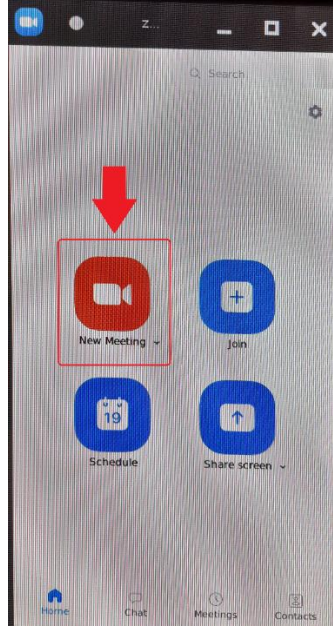 Z...
Search
New Meeting
Join
19
Schedule
Share screen
Home
Chat
Meetings
Contacts